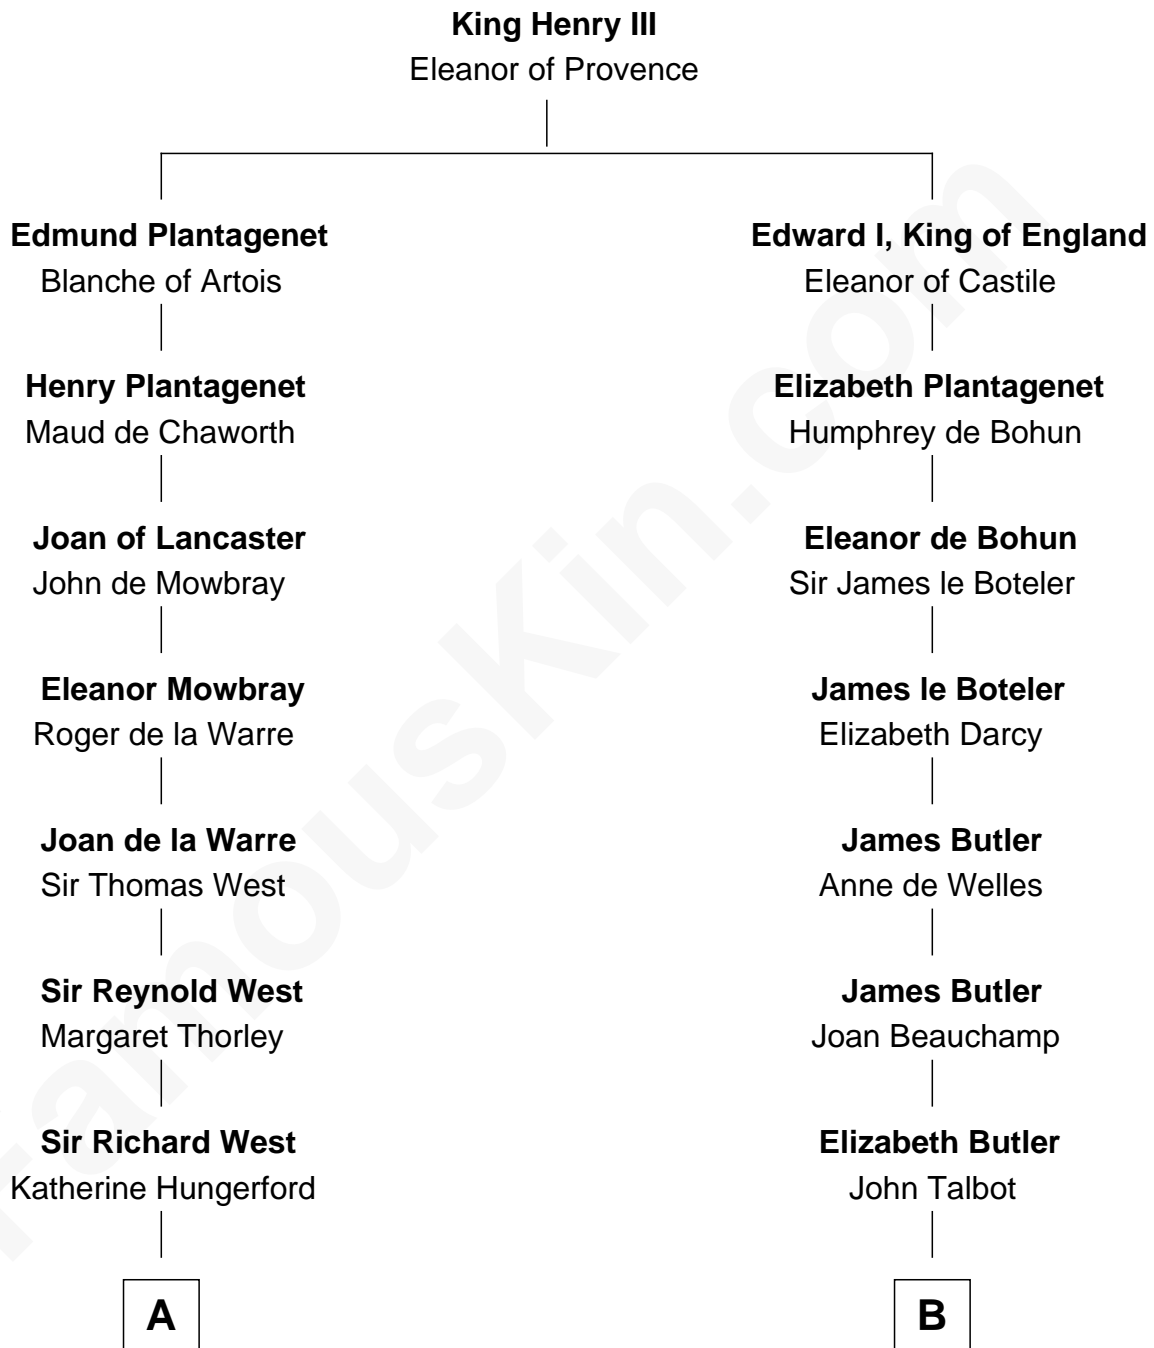 King Henry III
Eleanor of Provence
Edmund Plantagenet
Blanche of Artois
Henry Plantagenet
Maud de Chaworth
Joan of Lancaster
John de Mowbray
Eleanor Mowbray
Roger de la Warre
Joan de la Warre
Sir Thomas West
Sir Reynold West
Margaret Thorley
Sir Richard West
Katherine Hungerford
A
Edward I, King of England
Eleanor of Castile
Elizabeth Plantagenet
Humphrey de Bohun
Eleanor de Bohun
Sir James le Boteler
James le Boteler
Elizabeth Darcy
James Butler
Anne de Welles
James Butler
Joan Beauchamp
Elizabeth Butler
John Talbot
B
FamousKin.com